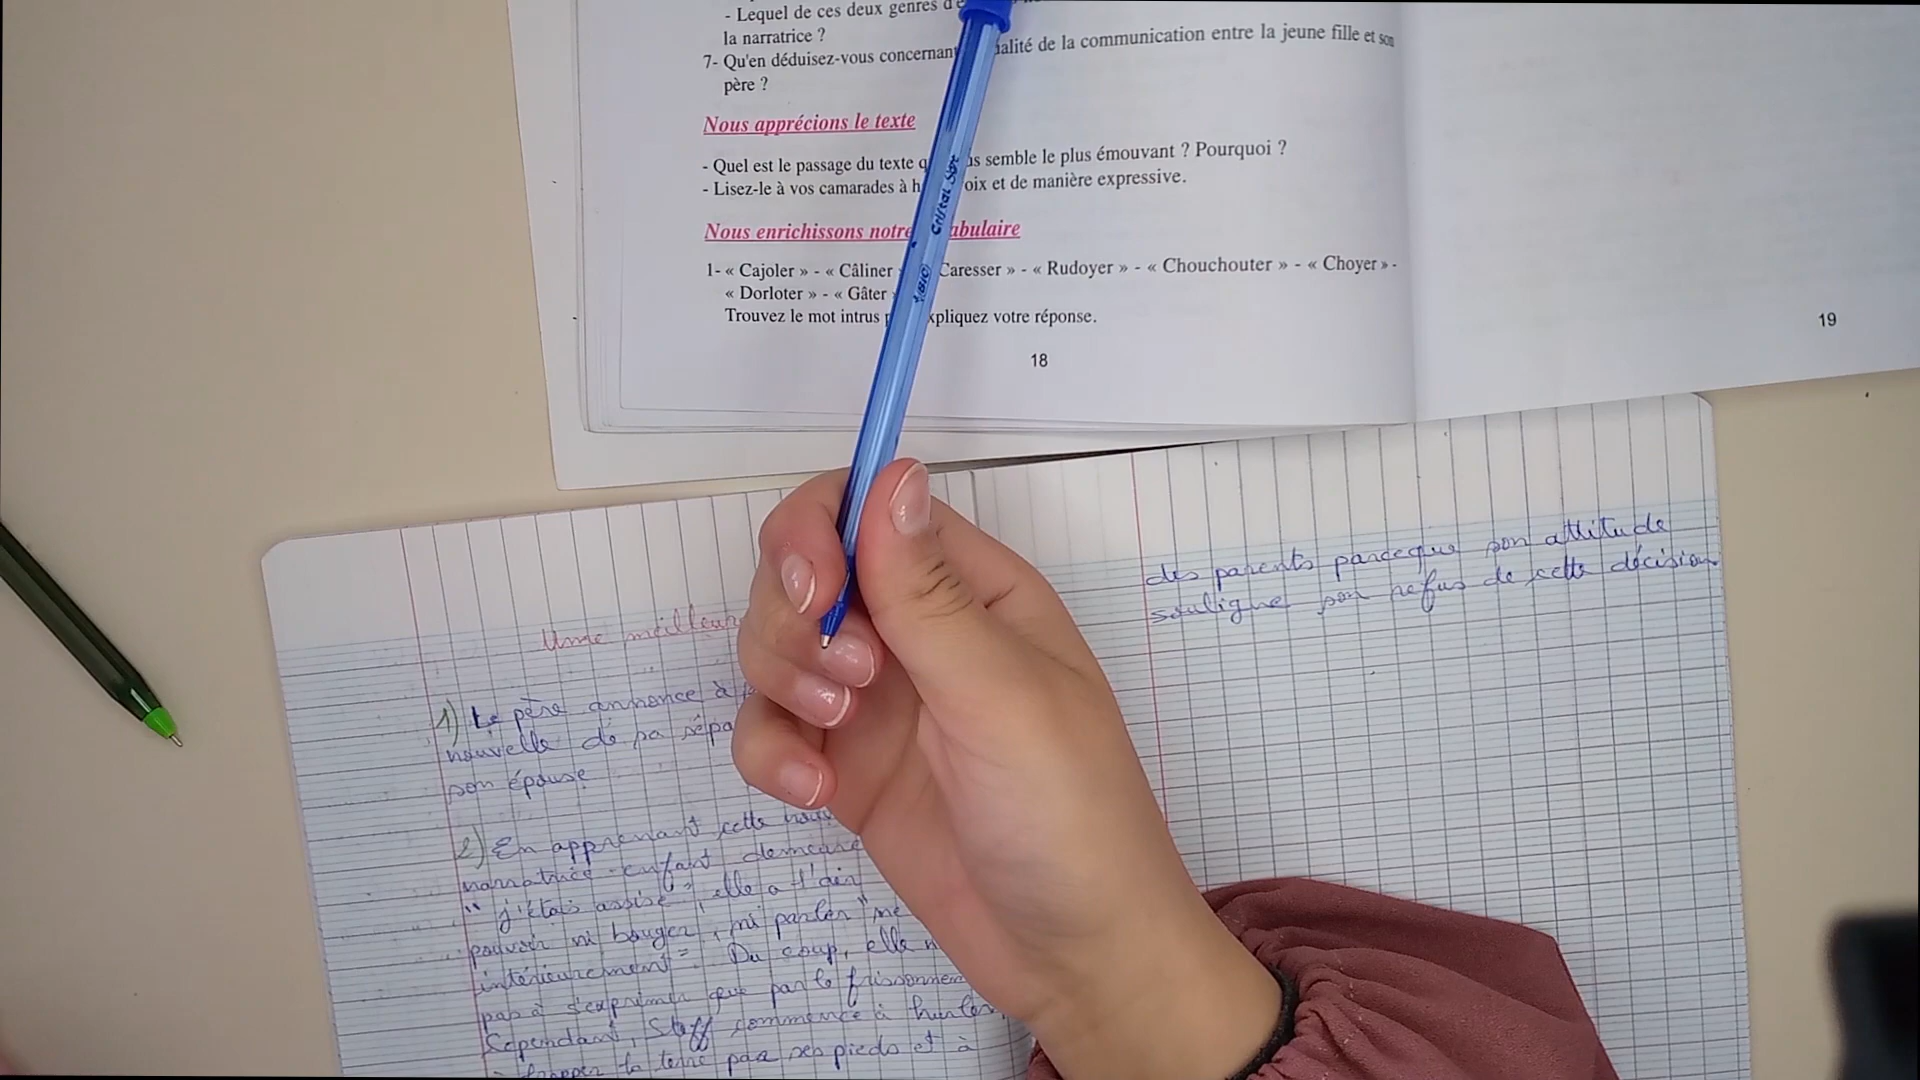 - Lequel de ces deux genres
la narratrice ?
7- Qu'en déduisez-vous concernant alité de la communication entre la jeune fille et son
père ?
Nous apprécions le texte
- Quel est le passage du texte q us semble le plus émouvant ? Pourquoi ?
- Lisez-le à vos camarades à h oix et de manière expressive.
Nous enrichissons notre abulaire
1- « Cajoler » - « Câliner Caresser » - « Rudoyer » - « Chouchouter » - « Choyer » -
« Dorloter » - « Gâter
Trouvez le mot intrus p xpliquez votre réponse.
18
19
BIC Cristal Soft
Une meilleur
1) Le père annonce à
nouvelle de sa sépa
son épouse
2) En apprenant cette nouv
narratrice-enfant demeure
" j'étais assise", elle a l'air
pouvoir ni bouger, ni parler "me
intérieurement". Du coup, elle n
pas à s'exprimer que par le frissonnem
Cependant, Steff commence à hurler,
à frapper la terre par ses pieds et à
des parents parceque son attitude
souligne son refus de cette décision